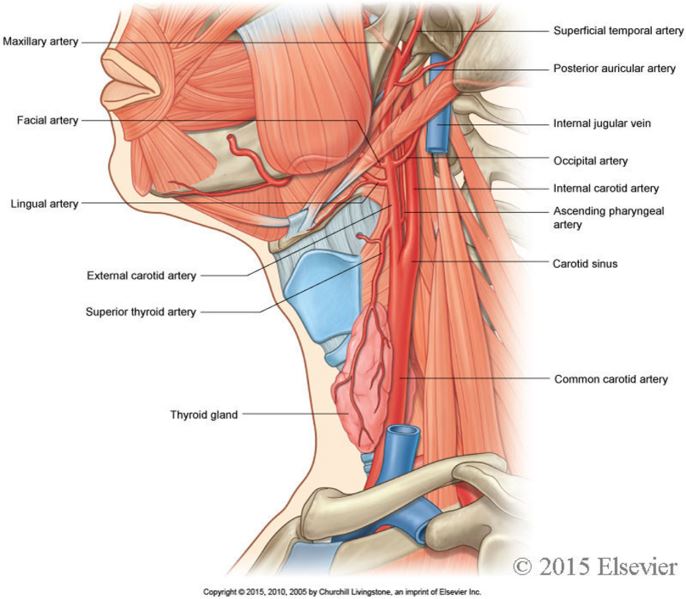 Maxillary artery
Superficial temporal artery
Posterior auricular artery
Facial artery
Internal jugular vein
Occipital artery
Internal carotid artery
Lingual artery
Ascending pharyngeal
artery
Carotid sinus
External carotid artery
Superior thyroid artery
Common carotid artery
Thyroid gland
© 2015 Elsevier
Copyright © 2015, 2010, 2005 by Churchill Livingstone, an imprint of Elsevier Inc.